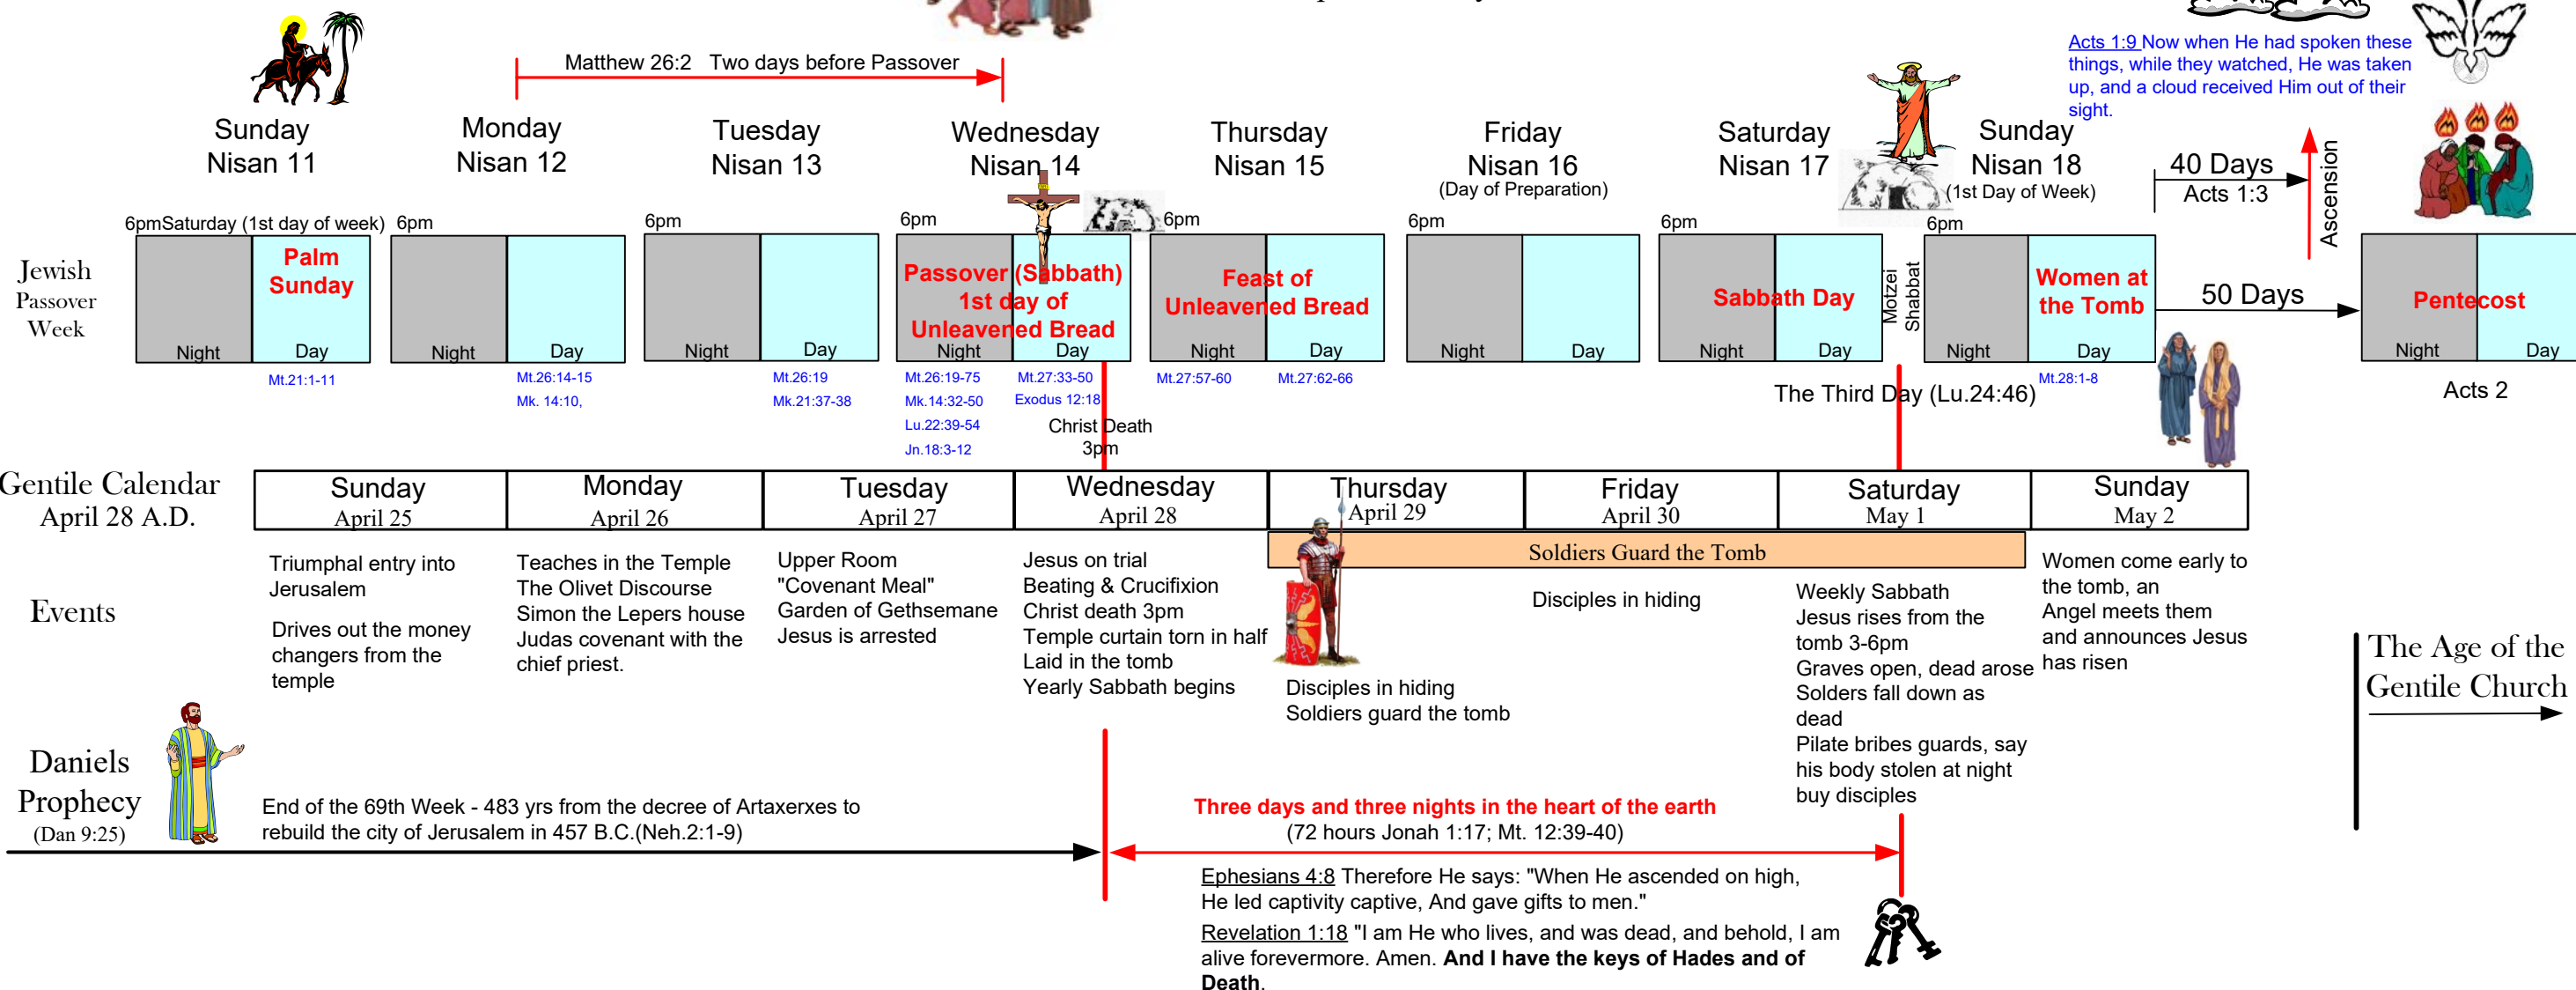 Matthew 26:2   Two days before Passover
Acts 1:9 Now when He had spoken these
things, while they watched, He was taken
up, and a cloud received Him out of their
sight.
Sunday
Nisan 11
Monday
Nisan 12
Tuesday
Nisan 13
Wednesday
Nisan 14
Thursday
Nisan 15
Friday
Nisan 16
(Day of Preparation)
Saturday
Nisan 17
Sunday
Nisan 18
(1st Day of Week)
40 Days
Acts 1:3
Ascension
6pmSaturday (1st day of week)
6pm
6pm
6pm
6pm
6pm
6pm
6pm
Jewish
Passover
Week
Palm
Sunday
Night
Day
Night
Day
Night
Day
Passover (Sabbath)
1st day of
Unleavened Bread
Night
Day
Feast of
Unleavened Bread
Night
Day
Night
Day
Sabbath Day
Night
Day
Motzei
Shabbat
Women at
the Tomb
Night
Day
50 Days
Pentecost
Night
Day
Acts 2
Mt.21:1-11
Mt.26:14-15
Mk. 14:10,
Mt.26:19
Mk.21:37-38
Mt.26:19-75
Mk.14:32-50
Lu.22:39-54
Jn.18:3-12
Mt.27:33-50
Exodus 12:18
Christ Death
3pm
Mt.27:57-60
Mt.27:62-66
The Third Day (Lu.24:46)
Mt.28:1-8
Gentile Calendar
April 28 A.D.
Sunday
April 25
Monday
April 26
Tuesday
April 27
Wednesday
April 28
Thursday
April 29
Friday
April 30
Saturday
May 1
Sunday
May 2
Soldiers Guard the Tomb
Events
Triumphal entry into
Jerusalem
Drives out the money
changers from the
temple
Teaches in the Temple
The Olivet Discourse
Simon the Lepers house
Judas covenant with the
chief priest.
Upper Room
"Covenant Meal"
Garden of Gethsemane
Jesus is arrested
Jesus on trial
Beating & Crucifixion
Christ death 3pm
Temple curtain torn in half
Laid in the tomb
Yearly Sabbath begins
Disciples in hiding
Soldiers guard the tomb
Disciples in hiding
Weekly Sabbath
Jesus rises from the
tomb 3-6pm
Graves open, dead arose
Solders fall down as
dead
Pilate bribes guards, say
his body stolen at night
buy disciples
Women come early to
the tomb, an
Angel meets them
and announces Jesus
has risen
The Age of the
Gentile Church
Daniels
Prophecy
(Dan 9:25)
End of the 69th Week - 483 yrs from the decree of Artaxerxes to
rebuild the city of Jerusalem in 457 B.C.(Neh.2:1-9)
Three days and three nights in the heart of the earth
(72 hours Jonah 1:17; Mt. 12:39-40)
Ephesians 4:8 Therefore He says: "When He ascended on high,
He led captivity captive, And gave gifts to men."
Revelation 1:18 "I am He who lives, and was dead, and behold, I am
alive forevermore. Amen. And I have the keys of Hades and of
Death.